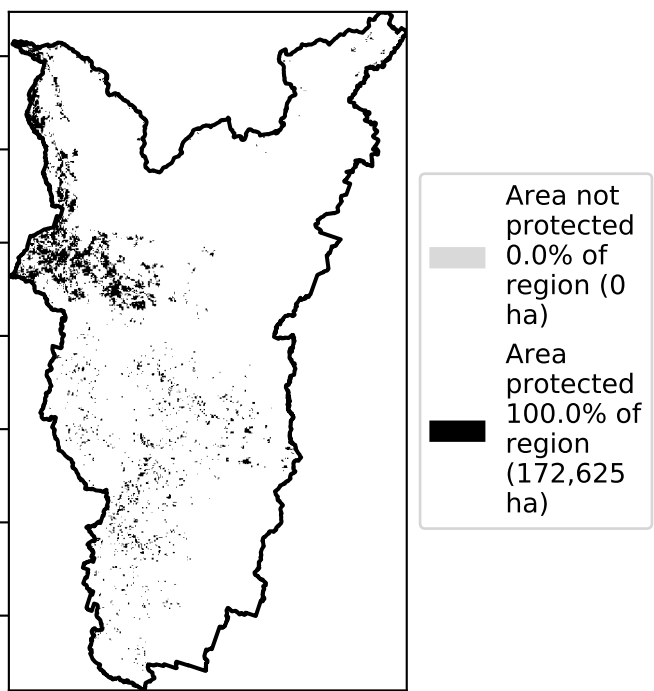 Area not
protected
0.0% of
region (0
ha)
Area
protected
100.0% of
region
(172,625
ha)